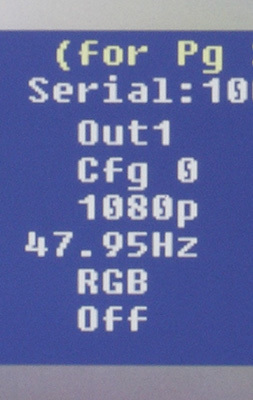 (for Pg
Serial:10
Out1
Cfg 0
1080p
47.95Hz
RGB
Off